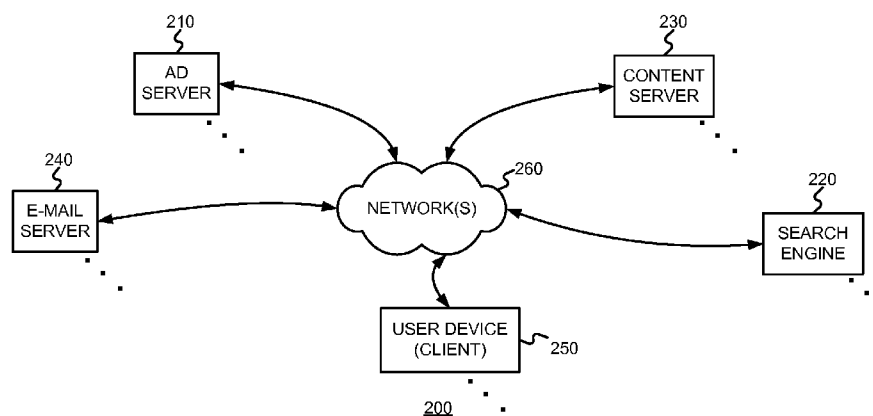 210
AD
SERVER
230
CONTENT
SERVER
240
E-MAIL
SERVER
260
NETWORK(S)
220
SEARCH
ENGINE
USER DEVICE
(CLIENT)
250
200